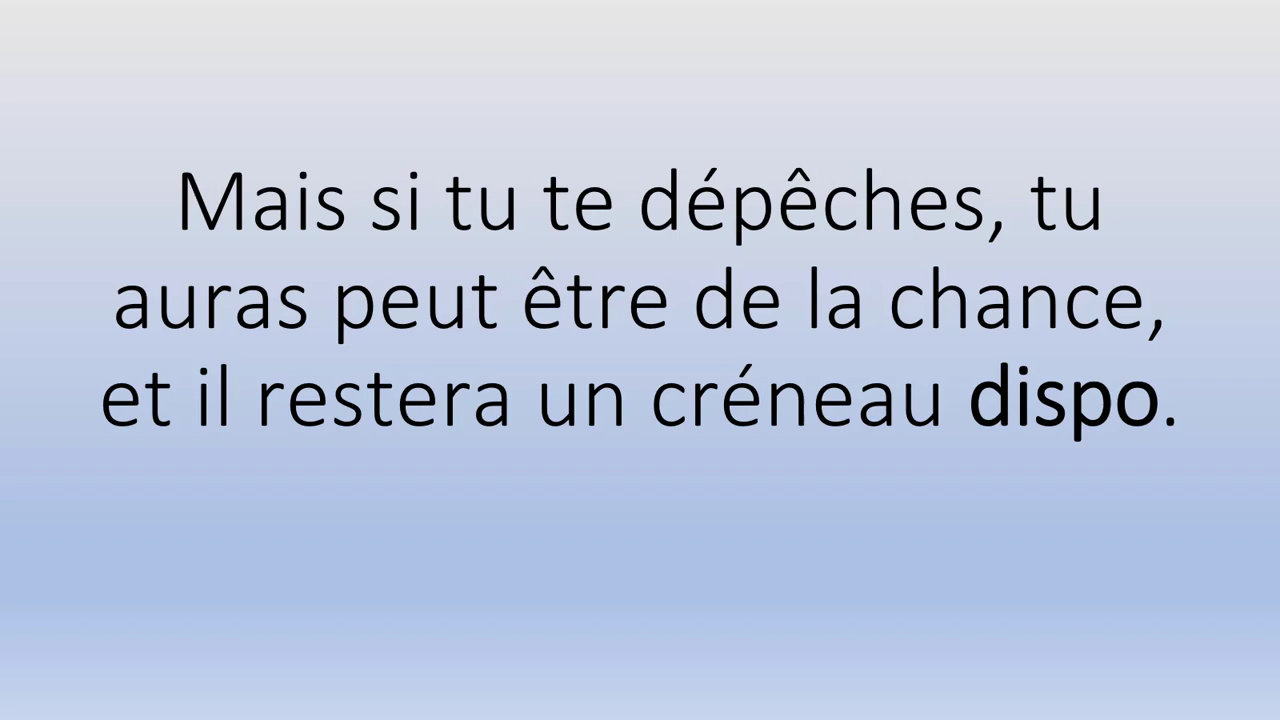 Mais si tu te dépêches, tu
auras peut être de la chance,
et il restera un créneau dispo.